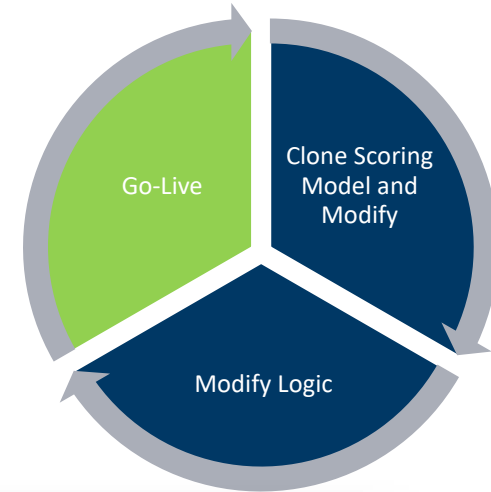 Clone Scoring
Model and
Modify
Modify Logic
Go-Live